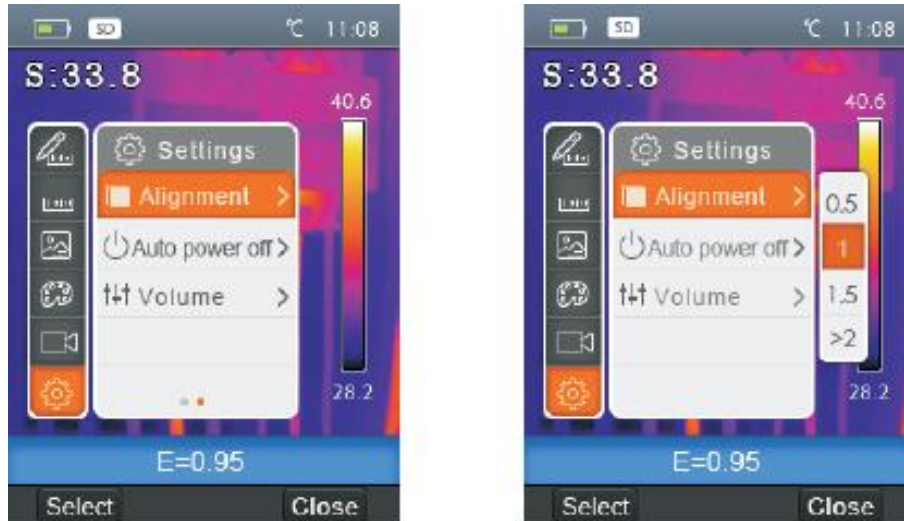 SD ℃ 11:08
S:33.8
40.6
Settings
Alignment >
Auto power off >
Volume >
28.2
E=0.95
Select Close
SD ℃ 11:08
S:33.8
40.6
Settings
Alignment >
0.5
Auto power off >
1
Volume >
1.5
>2
28.2
E=0.95
Select Close